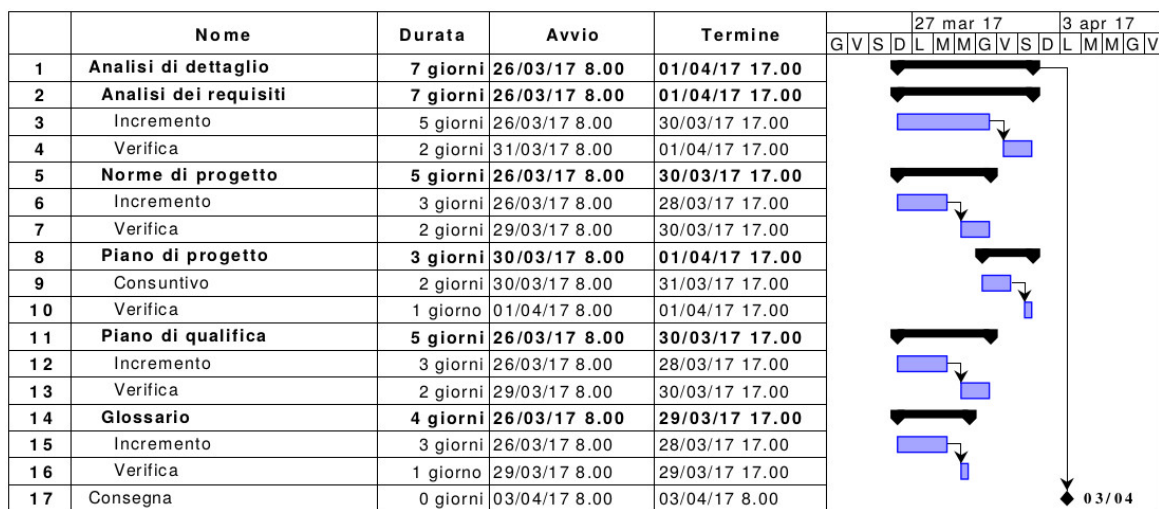 27 mar 17 3 apr 17
Nome Durata Avvio Termine G V S D L M M G V S D L M M G V
1 Analisi di dettaglio 7 giorni 26/03/17 8.00 01/04/17 17.00
2 Analisi dei requisiti 7 giorni 26/03/17 8.00 01/04/17 17.00
3 Incremento 5 giorni 26/03/17 8.00 30/03/17 17.00
4 Verifica 2 giorni 31/03/17 8.00 01/04/17 17.00
5 Norme di progetto 5 giorni 26/03/17 8.00 30/03/17 17.00
6 Incremento 3 giorni 26/03/17 8.00 28/03/17 17.00
7 Verifica 2 giorni 29/03/17 8.00 30/03/17 17.00
8 Piano di progetto 3 giorni 30/03/17 8.00 01/04/17 17.00
9 Consuntivo 2 giorni 30/03/17 8.00 31/03/17 17.00
10 Verifica 1 giorno 01/04/17 8.00 01/04/17 17.00
11 Piano di qualifica 5 giorni 26/03/17 8.00 30/03/17 17.00
12 Incremento 3 giorni 26/03/17 8.00 28/03/17 17.00
13 Verifica 2 giorni 29/03/17 8.00 30/03/17 17.00
14 Glossario 4 giorni 26/03/17 8.00 29/03/17 17.00
15 Incremento 3 giorni 26/03/17 8.00 28/03/17 17.00
16 Verifica 1 giorno 29/03/17 8.00 29/03/17 17.00
17 Consegna 0 giorni 03/04/17 8.00 03/04/17 8.00 03/04